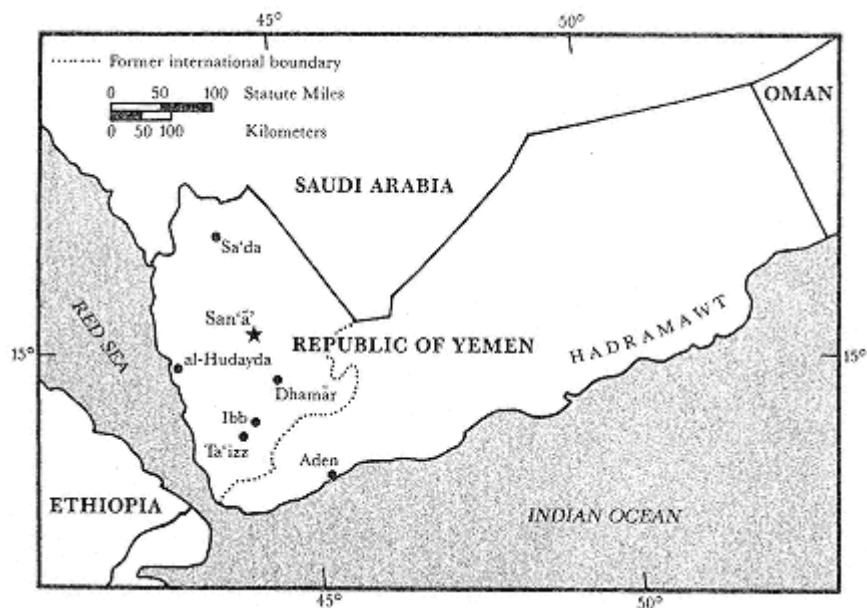 45°
50°
Former international boundary
0 50 100 Statute Miles
0 50 100 Kilometers
OMAN
SAUDI ARABIA
Sa‘da
San‘ā’
RED SEA
REPUBLIC OF YEMEN
HADRAMAWT
15°
15°
al-Hudayda
Dhamār
Ibb
Ta‘izz
Aden
ETHIOPIA
INDIAN OCEAN
45°
50°